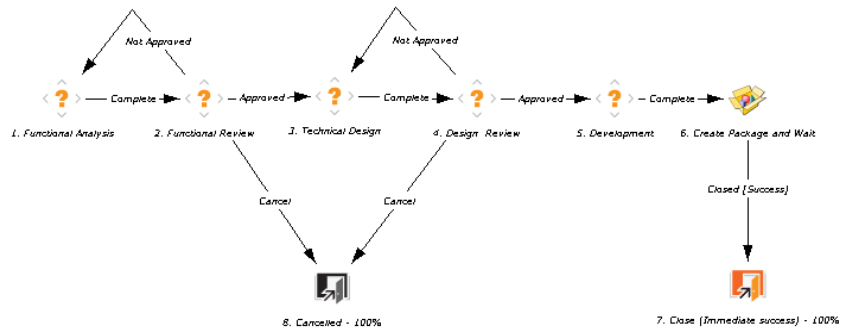 Not Approved
Not Approved
Complete
Approved
Complete
Approved
Complete
1. Functional Analysis
2. Functional Review
3. Technical Design
4. Design Review
5. Development
6. Create Package and Wait
Cancel
Cancel
Closed [Success]
8. Cancelled - 100%
7. Close (Immediate success) - 100%